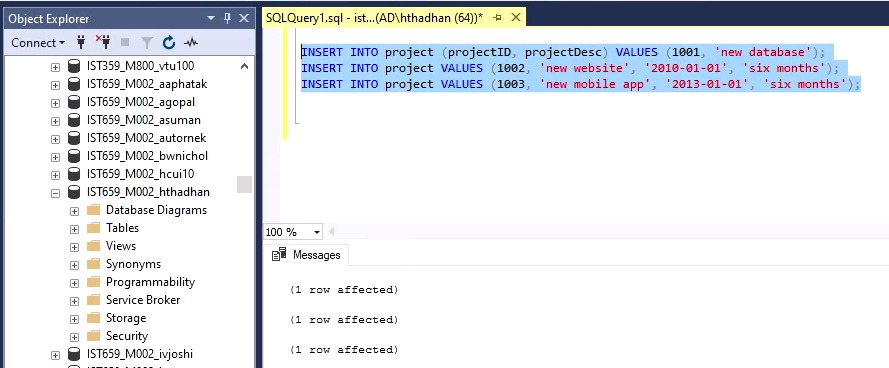 Object Explorer
Connect
IST359_M800_vtu100
IST659_M002_aaphatak
IST659_M002_agopal
IST659_M002_asuman
IST659_M002_autornek
IST659_M002_bwnichol
IST659_M002_hcui10
IST659_M002_hthadhan
Database Diagrams
Tables
Views
Synonyms
Programmability
Service Broker
Storage
Security
IST659_M002_ivjoshi
SQLQuery1.sql - ist...(AD\hthadhan (64))*
INSERT INTO project (projectID, projectDesc) VALUES (1001, 'new database');
INSERT INTO project VALUES (1002, 'new website', '2010-01-01', 'six months');
INSERT INTO project VALUES (1003, 'new mobile app', '2013-01-01', 'six months');
100 %
Messages
(1 row affected)
(1 row affected)
(1 row affected)